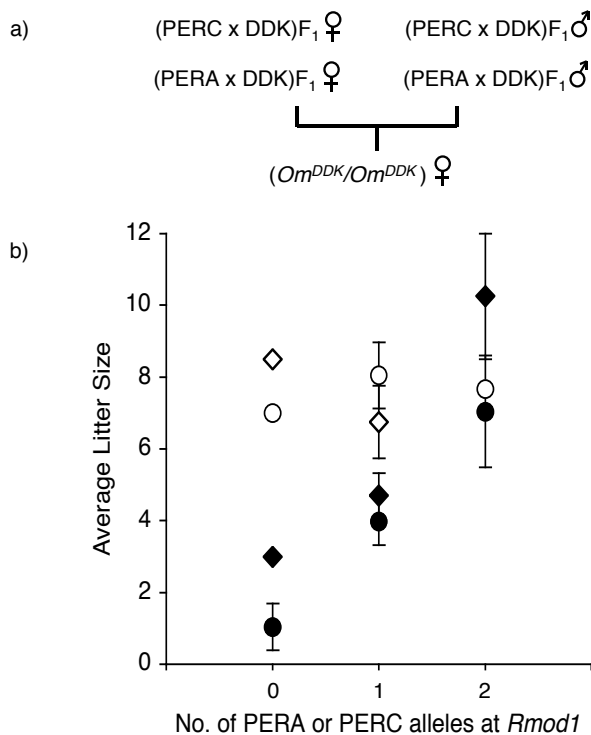 a)
(PERC x DDK)F₁ ♀ (PERC x DDK)F₁ ♂
(PERA x DDK)F₁ ♀ (PERA x DDK)F₁ ♂
(Om^DDK/Om^DDK) ♀
b)
12
10
8
6
4
2
0
Average Litter Size
0 1 2
No. of PERA or PERC alleles at Rmod1